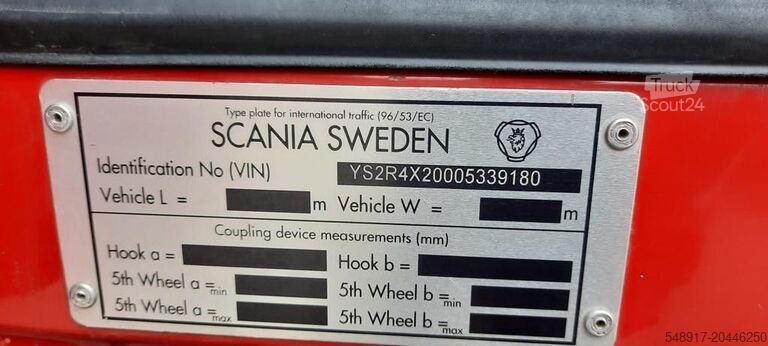 Truck
Scout24
Type plate for international traffic (96/53/EC)
SCANIA SWEDEN
Identification No (VIN) YS2R4X20005339180
Vehicle L = m Vehicle W = m
Coupling device measurements (mm)
Hook a = Hook b =
5th Wheel a =min 5th Wheel b =min
5th Wheel a =max 5th Wheel b =max
548917-20446250